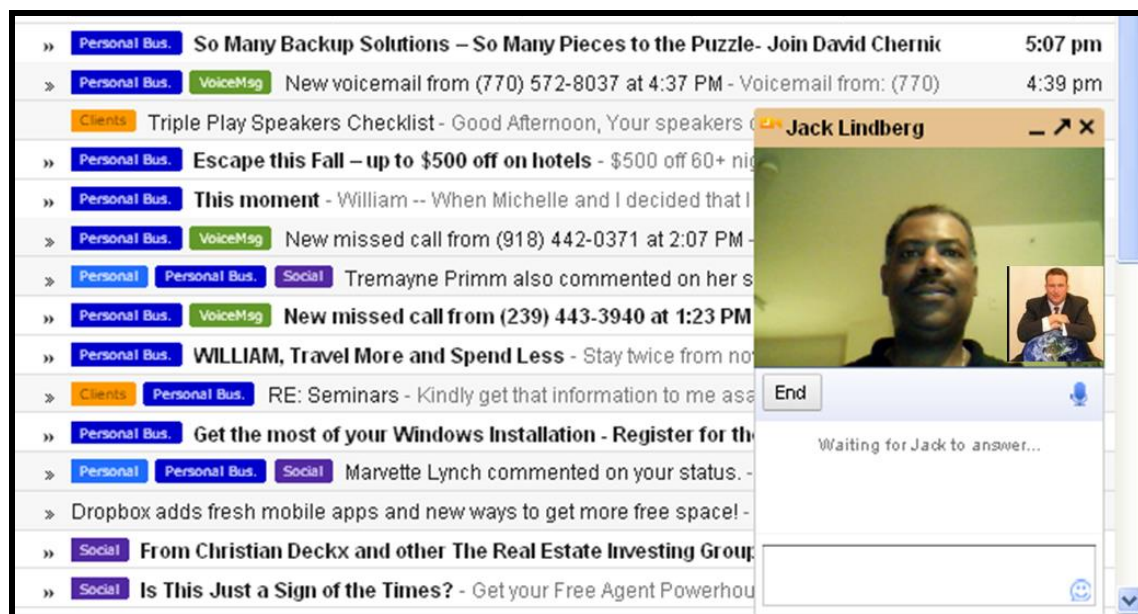 Personal Bus. So Many Backup Solutions – So Many Pieces to the Puzzle- Join David Chernic 5:07 pm
Personal Bus. VoiceMsg New voicemail from (770) 572-8037 at 4:37 PM - Voicemail from: (770) 4:39 pm
Clients Triple Play Speakers Checklist - Good Afternoon, Your speakers
Jack Lindberg
Personal Bus. Escape this Fall – up to $500 off on hotels - $500 off 60+ nig
Personal Bus. This moment - William -- When Michelle and I decided that I
Personal Bus. VoiceMsg New missed call from (918) 442-0371 at 2:07 PM -
Personal Personal Bus. Social Tremayne Primm also commented on her s
Personal Bus. VoiceMsg New missed call from (239) 443-3940 at 1:23 PM
Personal Bus. WILLIAM, Travel More and Spend Less - Stay twice from nov
Clients Personal Bus. RE: Seminars - Kindly get that information to me asa
End
Personal Bus. Get the most of your Windows Installation - Register for th
Waiting for Jack to answer...
Personal Personal Bus. Social Marvette Lynch commented on your status. -
Dropbox adds fresh mobile apps and new ways to get more free space! -
Social From Christian Deckx and other The Real Estate Investing Group
Social Is This Just a Sign of the Times? - Get your Free Agent Powerhou